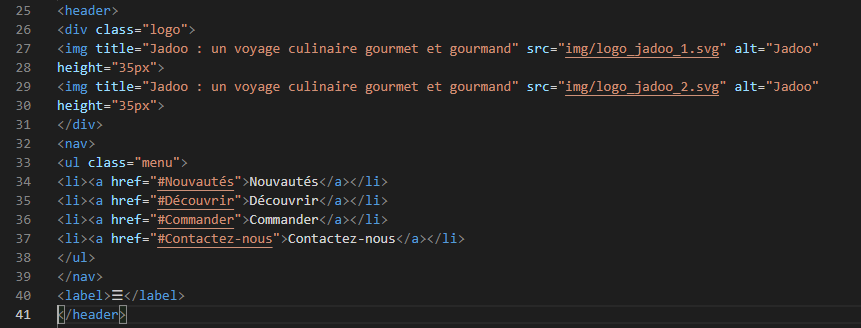 25 <header>
26 <div class="logo">
27 <img title="Jadoo : un voyage culinaire gourmet et gourmand" src="img/logo_jadoo_1.svg" alt="Jadoo"
28 height="35px">
29 <img title="Jadoo : un voyage culinaire gourmet et gourmand" src="img/logo_jadoo_2.svg" alt="Jadoo"
30 height="35px">
31 </div>
32 <nav>
33 <ul class="menu">
34 <li><a href="#Nouvautés">Nouvautés</a></li>
35 <li><a href="#Découvrir">Découvrir</a></li>
36 <li><a href="#Commander">Commander</a></li>
37 <li><a href="#Contactez-nous">Contactez-nous</a></li>
38 </ul>
39 </nav>
40 <label>☰</label>
41 </header>